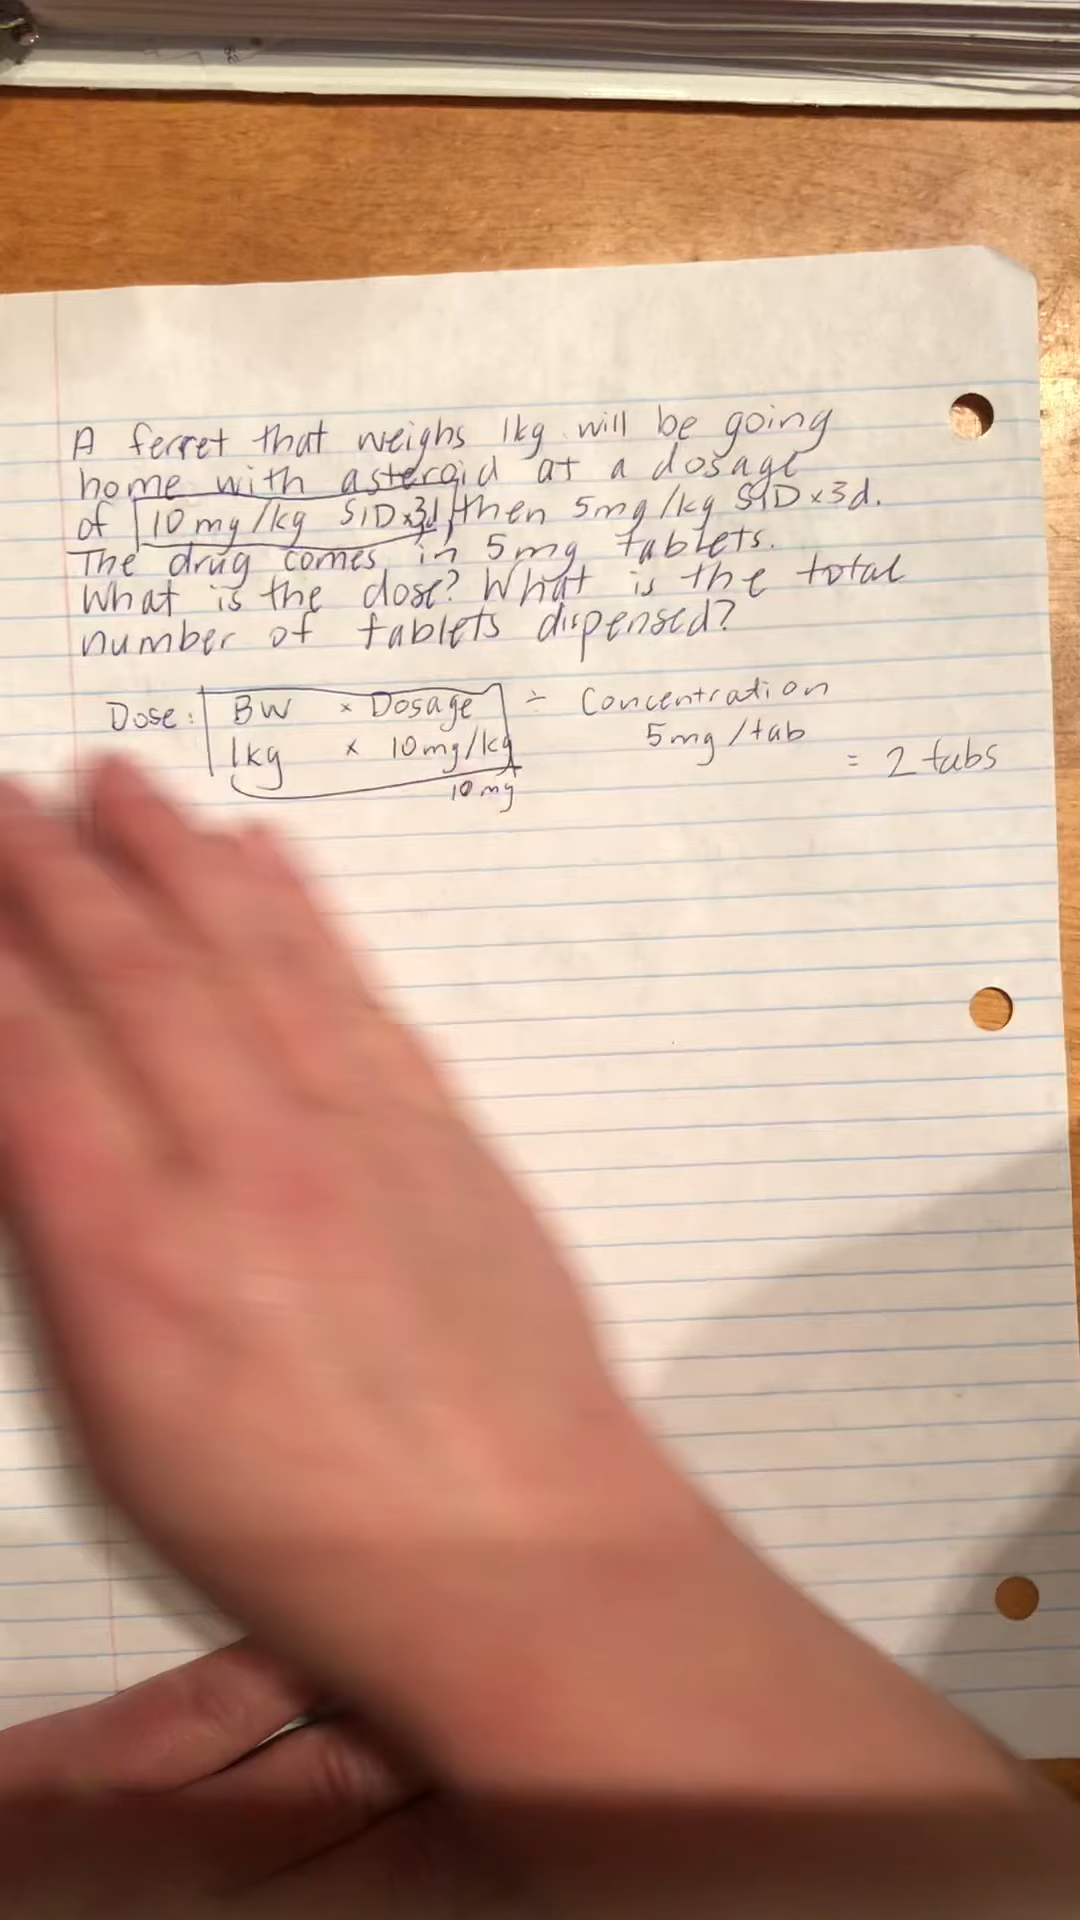 A ferret that weighs 1kg will be going
home with asteroid at a dosage
of 10mg/kg SID x3d, then 5mg/kg SID x 3d.
The drug comes in 5mg tablets.
What is the dose? What is the total
number of tablets dispensed?
Dose: BW x Dosage ÷ Concentration
1kg x 10mg/kg 5mg/tab
= 2 tabs
10mg